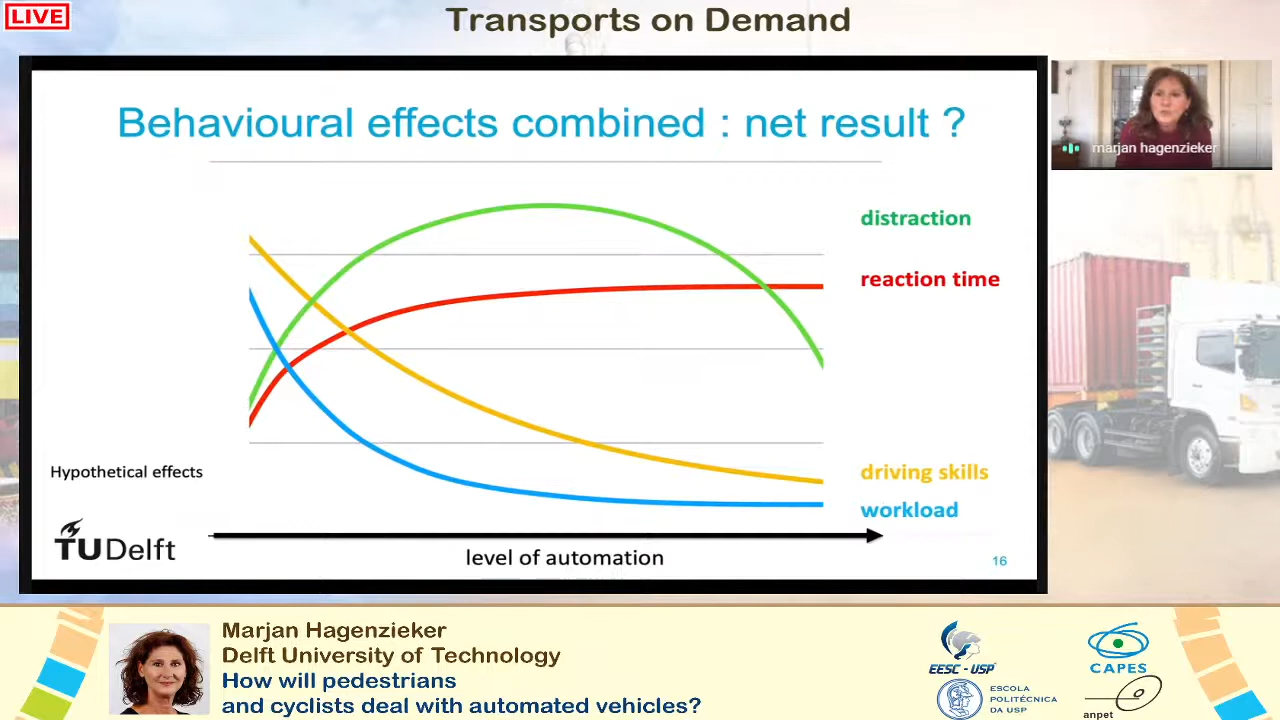 LIVE
Transports on Demand
Behavioural effects combined : net result ?
marjan hagenzieker
distraction
reaction time
Hypothetical effects
driving skills
workload
TUDelft
level of automation
16
Marjan Hagenzieker
Delft University of Technology
How will pedestrians
and cyclists deal with automated vehicles?
EESC - USP
CAPES
ESCOLA
POLITÉCNICA
DA USP
anpet